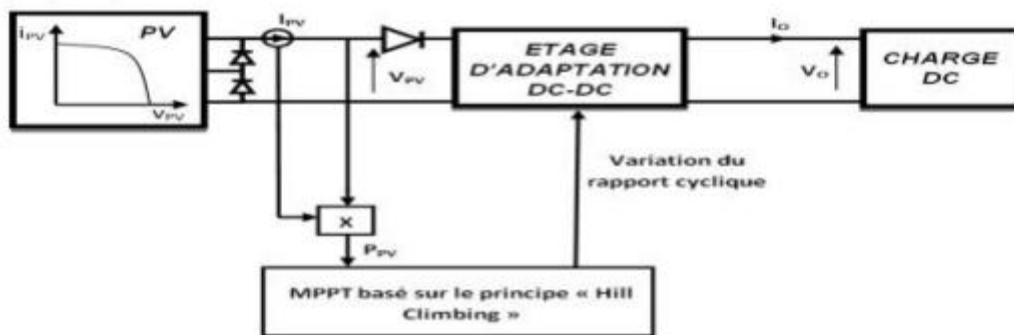 PV
iPV
VPV
IPV
VPV
ETAGE
D'ADAPTATION
DC-DC
IO
VO
CHARGE
DC
Variation du
rapport cyclique
X
PPV
MPPT basé sur le principe « Hill
Climbing »